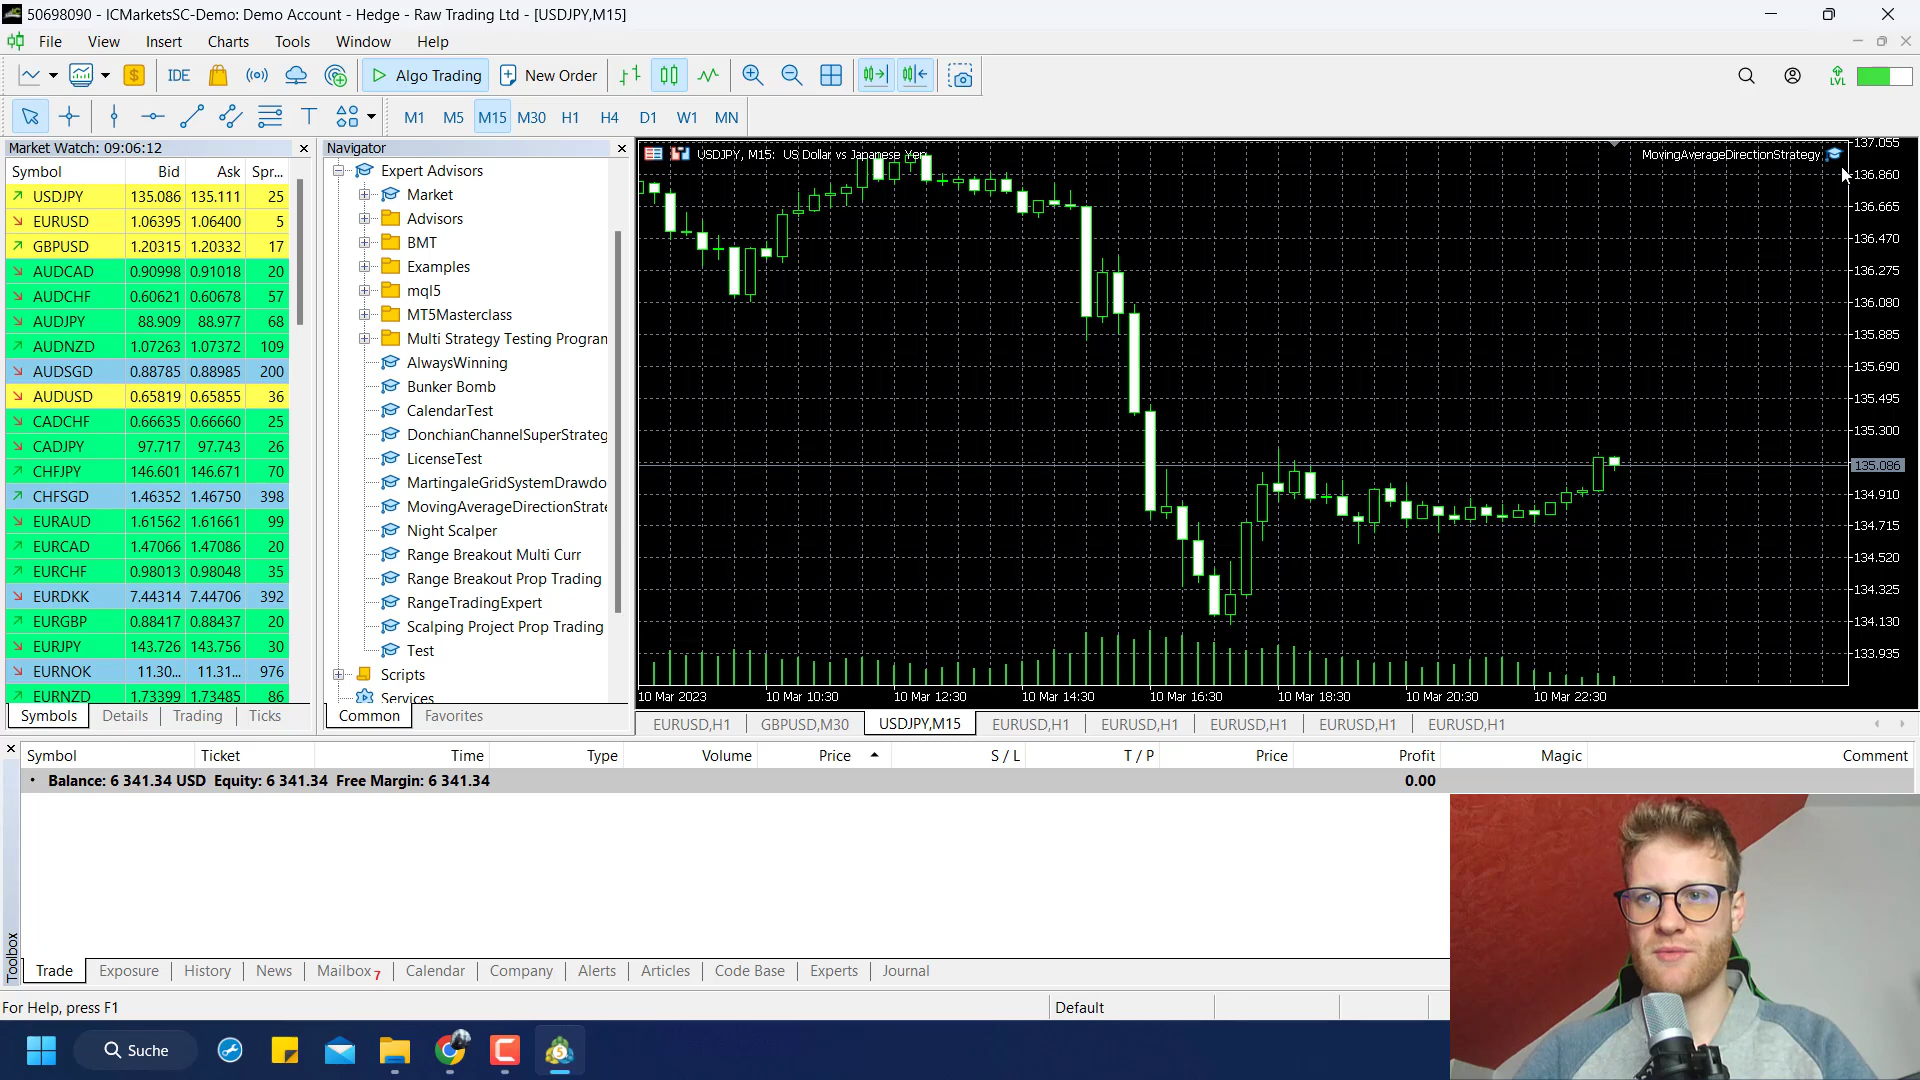 50698090 - ICMarketsSC-Demo: Demo Account - Hedge - Raw Trading Ltd - [USDJPY,M15]
File View Insert Charts Tools Window Help
IDE Algo Trading New Order LVL
M1 M5 M15 M30 H1 H4 D1 W1 MN
Market Watch: 09:06:12
Symbol Bid Ask Spr...
USDJPY 135.086 135.111 25
EURUSD 1.06395 1.06400 5
GBPUSD 1.20315 1.20332 17
AUDCAD 0.90998 0.91018 20
AUDCHF 0.60621 0.60678 57
AUDJPY 88.909 88.977 68
AUDNZD 1.07263 1.07372 109
AUDSGD 0.88785 0.88985 200
AUDUSD 0.65819 0.65855 36
CADCHF 0.66635 0.66660 25
CADJPY 97.717 97.743 26
CHFJPY 146.601 146.671 70
CHFSGD 1.46352 1.46750 398
EURAUD 1.61562 1.61661 99
EURCAD 1.47066 1.47086 20
EURCHF 0.98013 0.98048 35
EURDKK 7.44314 7.44706 392
EURGBP 0.88417 0.88437 20
EURJPY 143.726 143.756 30
EURNOK 11.30... 11.31... 976
EURNZD 1.73399 1.73485 86
Symbols Details Trading Ticks
Navigator
Expert Advisors
Market
Advisors
BMT
Examples
mql5
MT5Masterclass
Multi Strategy Testing Program
AlwaysWinning
Bunker Bomb
CalendarTest
DonchianChannelSuperStrateg
LicenseTest
MartingaleGridSystemDrawdo
MovingAverageDirectionStrate
Night Scalper
Range Breakout Multi Curr
Range Breakout Prop Trading
RangeTradingExpert
Scalping Project Prop Trading
Test
Scripts
Services
Common Favorites
USDJPY, M15: US Dollar vs Japanese Yen
MovingAverageDirectionStrategy
137.055
136.860
136.665
136.470
136.275
136.080
135.885
135.690
135.495
135.300
135.086
134.910
134.715
134.520
134.325
134.130
133.935
10 Mar 2023 10 Mar 10:30 10 Mar 12:30 10 Mar 14:30 10 Mar 16:30 10 Mar 18:30 10 Mar 20:30 10 Mar 22:30
EURUSD,H1 GBPUSD,M30 USDJPY,M15 EURUSD,H1 EURUSD,H1 EURUSD,H1 EURUSD,H1 EURUSD,H1
Symbol Ticket Time Type Volume Price S / L T / P Price Profit Magic Comment
Balance: 6 341.34 USD Equity: 6 341.34 Free Margin: 6 341.34 0.00
Toolbox
Trade Exposure History News Mailbox 7 Calendar Company Alerts Articles Code Base Experts Journal
For Help, press F1 Default
Suche